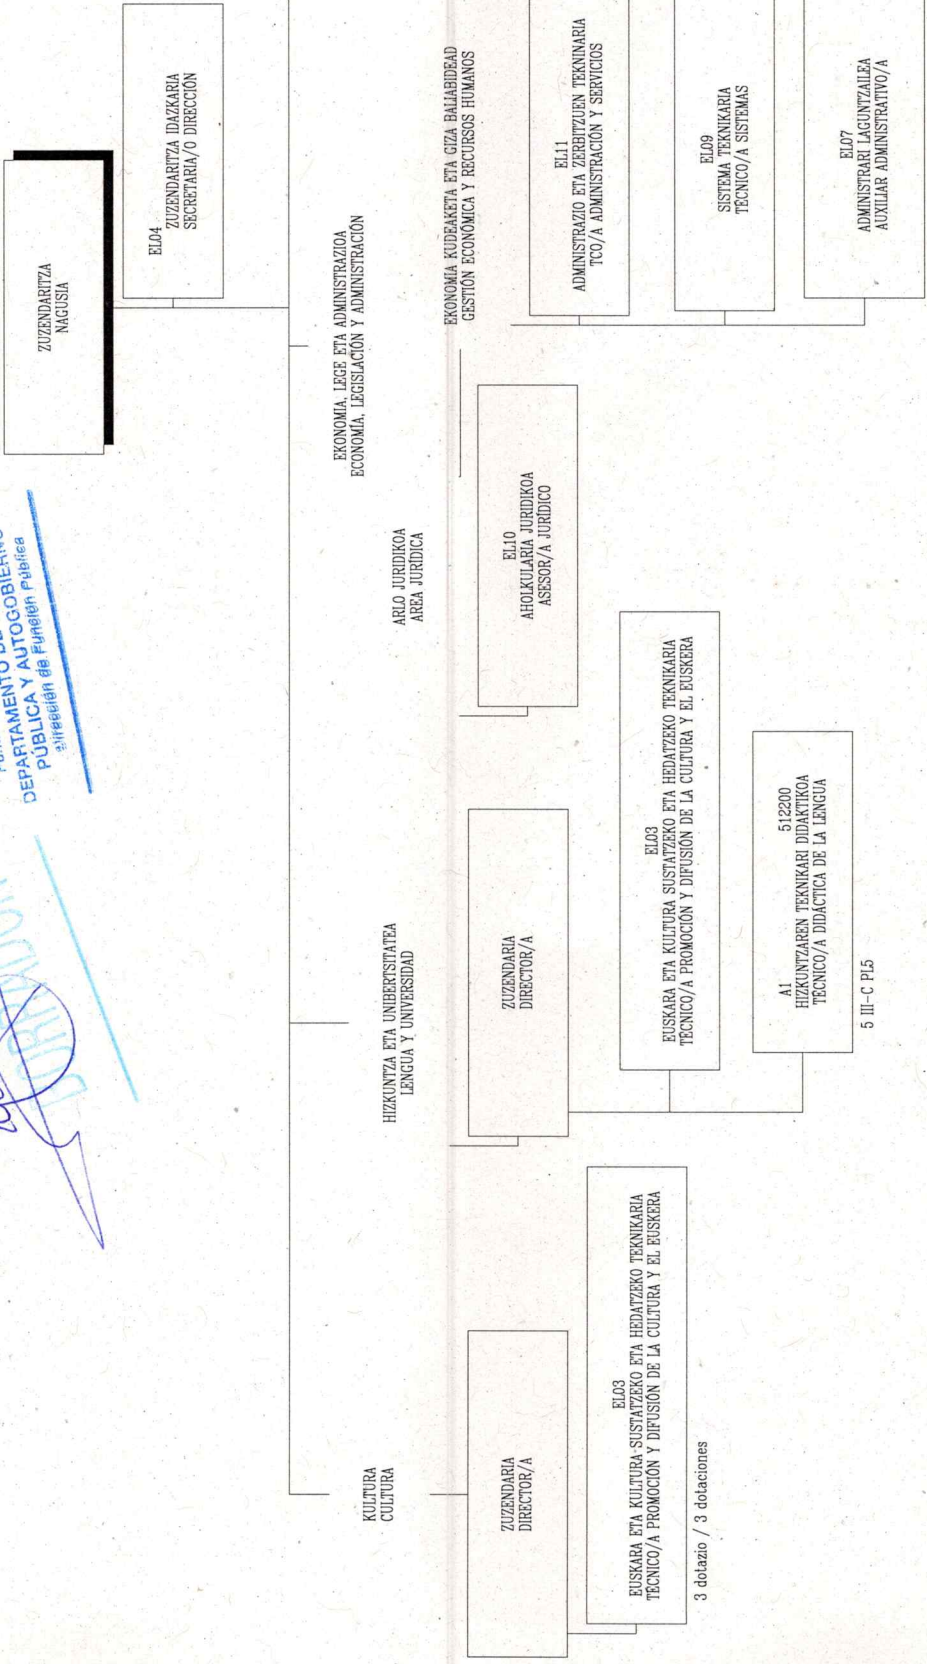 ZUZENDARITZA
NAGUSIA
EL04
ZUZENDARITZA IDAZKARIA
SECRETARIA/O DIRECCIÓN
DEPARTAMENTO DE
PÚBLICA Y AUTOGOBIERNO
Dirección de Función Pública
KULTURA
CULTURA
ZUZENDARIA
DIRECTOR/A
EL03
EUSKARA ETA KULTURA SUSTATZEKO ETA HEDATZEKO TEKNIKARIA
TÉCNICO/A PROMOCIÓN Y DIFUSIÓN DE LA CULTURA Y EL EUSKERA
3 dotazio / 3 dotaciones
HIZKUNTZA ETA UNIBERTSITATEA
LENGUA Y UNIVERSIDAD
ZUZENDARIA
DIRECTOR/A
EL03
EUSKARA ETA KULTURA SUSTATZEKO ETA HEDATZEKO TEKNIKARIA
TÉCNICO/A PROMOCIÓN Y DIFUSIÓN DE LA CULTURA Y EL EUSKERA
A1 512200
HIZKUNTZAREN TEKNIKARI DIDAKTIKOA
TÉCNICO/A DIDÁCTICA DE LA LENGUA
5 III-C PL5
EKONOMIA, LEGE ETA ADMINISTRAZIOA
ECONOMÍA, LEGISLACIÓN Y ADMINISTRACIÓN
ARLO JURIDIKOA
AREA JURÍDICA
EL10
AHOLKULARIA JURIDIKOA
ASESOR/A JURÍDICO
EKONOMIA KUDEAKETA ETA GIZA BALIABIDEAD
GESTIÓN ECONÓMICA Y RECURSOS HUMANOS
EL11
ADMINISTRAZIO ETA ZERBITZUEN TEKNINARIA
TCO/A ADMINISTRACIÓN Y SERVICIOS
EL09
SISTEMA TEKNIKARIA
TÉCNICO/A SISTEMAS
EL07
ADMINISTRARI LAGUNTZAILEA
AUXILIAR ADMINISTRATIVO/A